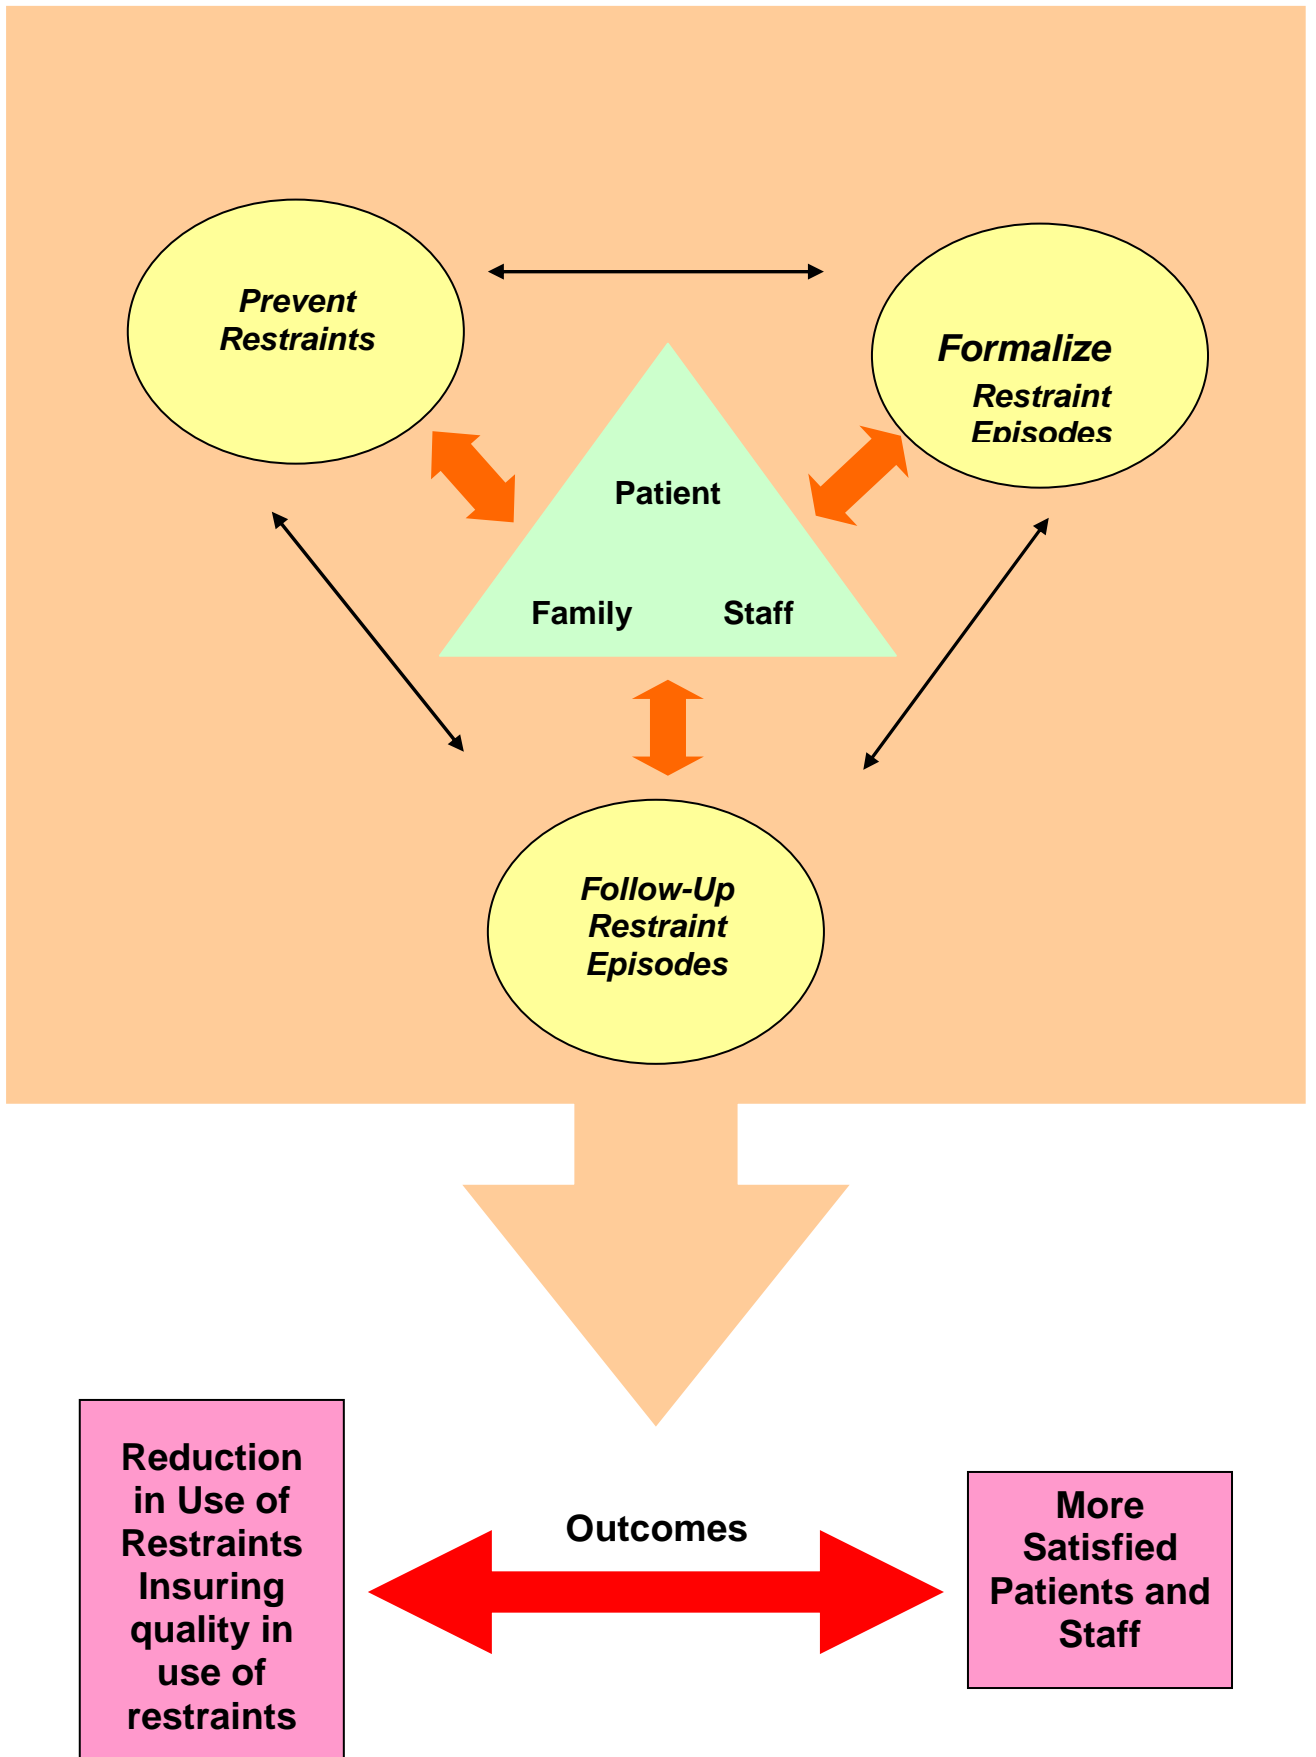 Prevent
Restraints
Formalize
Restraint
Episodes
Patient
Family Staff
Follow-Up
Restraint
Episodes
Reduction
in Use of
Restraints
Insuring
quality in
use of
restraints
Outcomes
More
Satisfied
Patients and
Staff